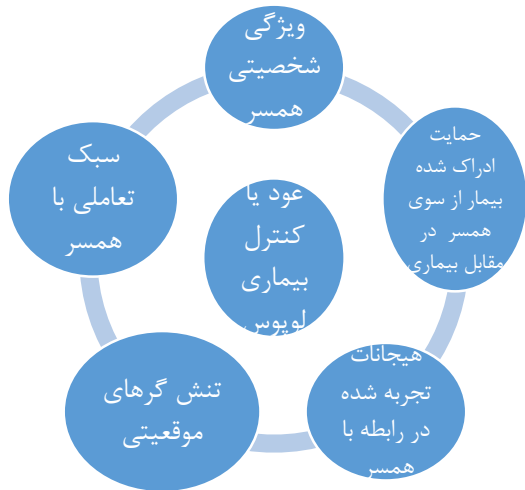 ویژگی
شخصیتی
همسر
حمایت
ادراک شده
بیمار از سوی
همسر در
مقابل بیماری
هیجانات
تجربه شده
در رابطه با
همسر
تنش گرهای
موقعیتی
سبک
تعاملی با
همسر
عود یا
کنترل
بیماری
لوپوس